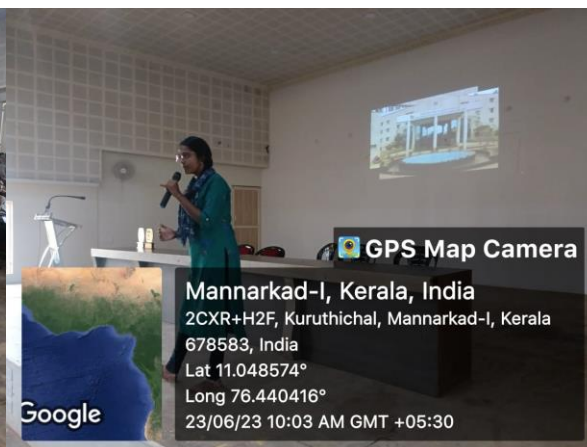 GPS Map Camera
Mannarkad-I, Kerala, India
2CXR+H2F, Kuruthichal, Mannarkad-I, Kerala
678583, India
Lat 11.048574°
Long 76.440416°
23/06/23 10:03 AM GMT +05:30
Google